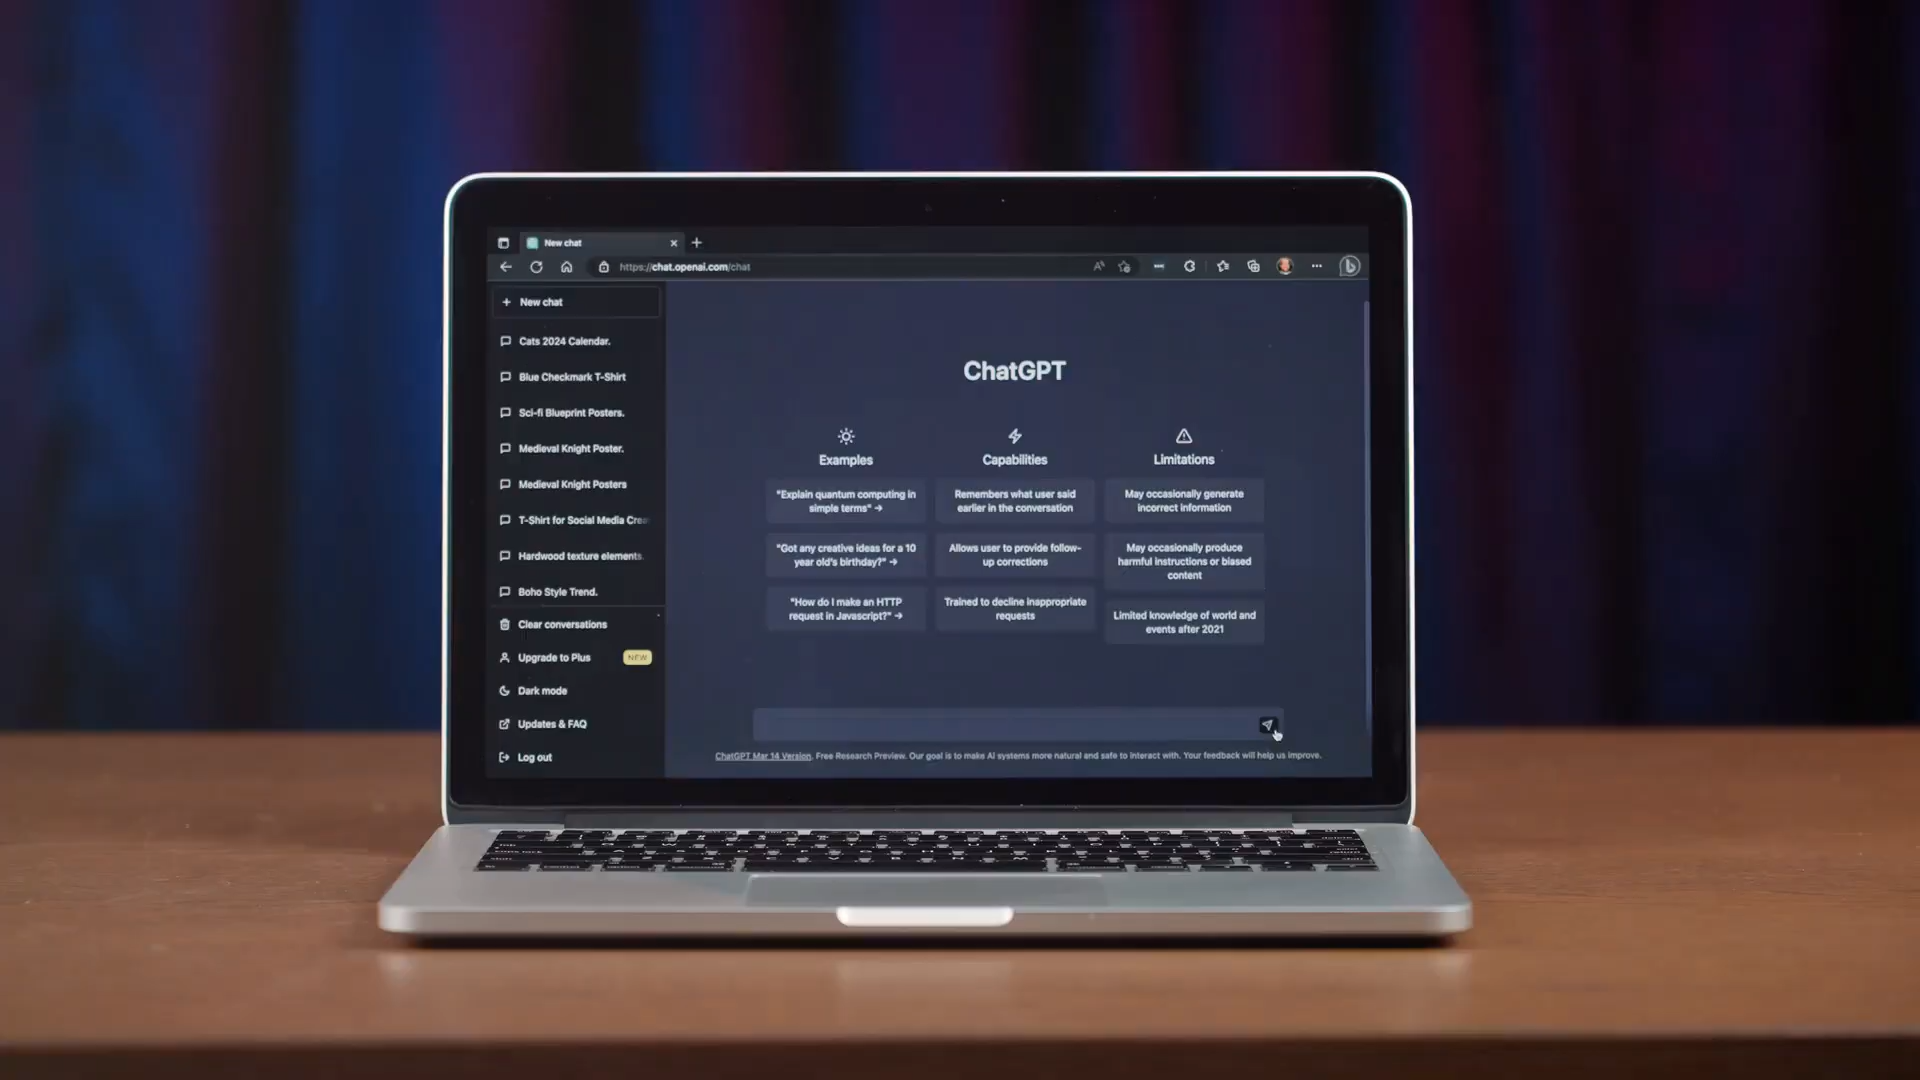 New chat
https://chat.openai.com/chat
New chat
Cats 2024 Calendar.
Blue Checkmark T-Shirt
Sci-fi Blueprint Posters.
Medieval Knight Poster.
Medieval Knight Posters
T-Shirt for Social Media Crea
Hardwood texture elements.
Boho Style Trend.
Clear conversations
Upgrade to Plus
NEW
Dark mode
Updates & FAQ
Log out
ChatGPT
Examples
"Explain quantum computing in
simple terms" →
"Got any creative ideas for a 10
year old's birthday?" →
"How do I make an HTTP
request in Javascript?" →
Capabilities
Remembers what user said
earlier in the conversation
Allows user to provide follow-
up corrections
Trained to decline inappropriate
requests
Limitations
May occasionally generate
incorrect information
May occasionally produce
harmful instructions or biased
content
Limited knowledge of world and
events after 2021
ChatGPT Mar 14 Version. Free Research Preview. Our goal is to make AI systems more natural and safe to interact with. Your feedback will help us improve.